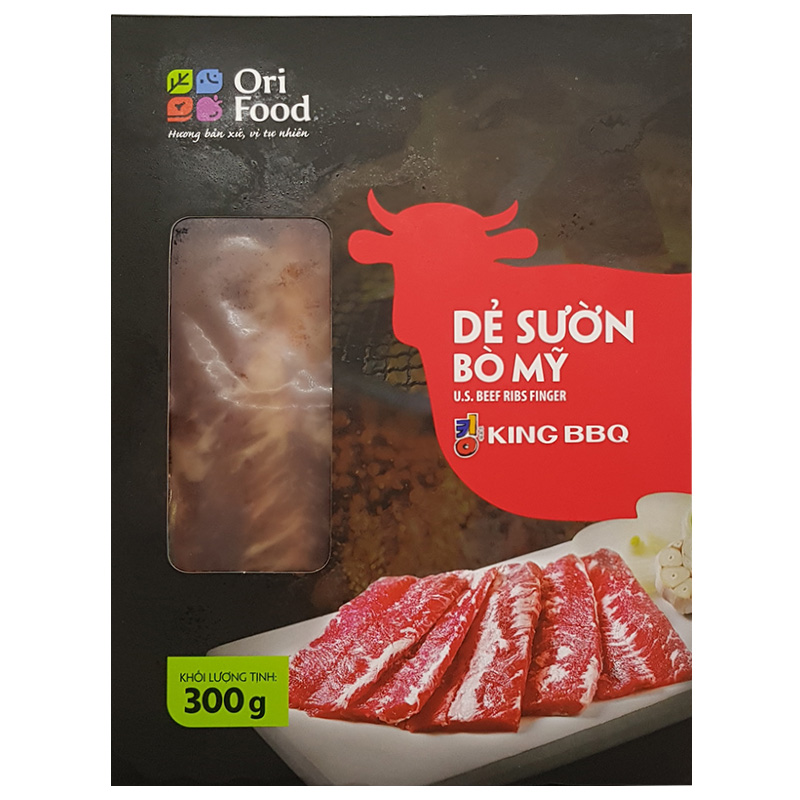 Ori
Food
Hương bản xứ, vị tự nhiên
DẺ SƯỜN
BÒ MỸ
U.S. BEEF RIBS FINGER
KING BBQ
KHỐI LƯỢNG TỊNH:
300 g